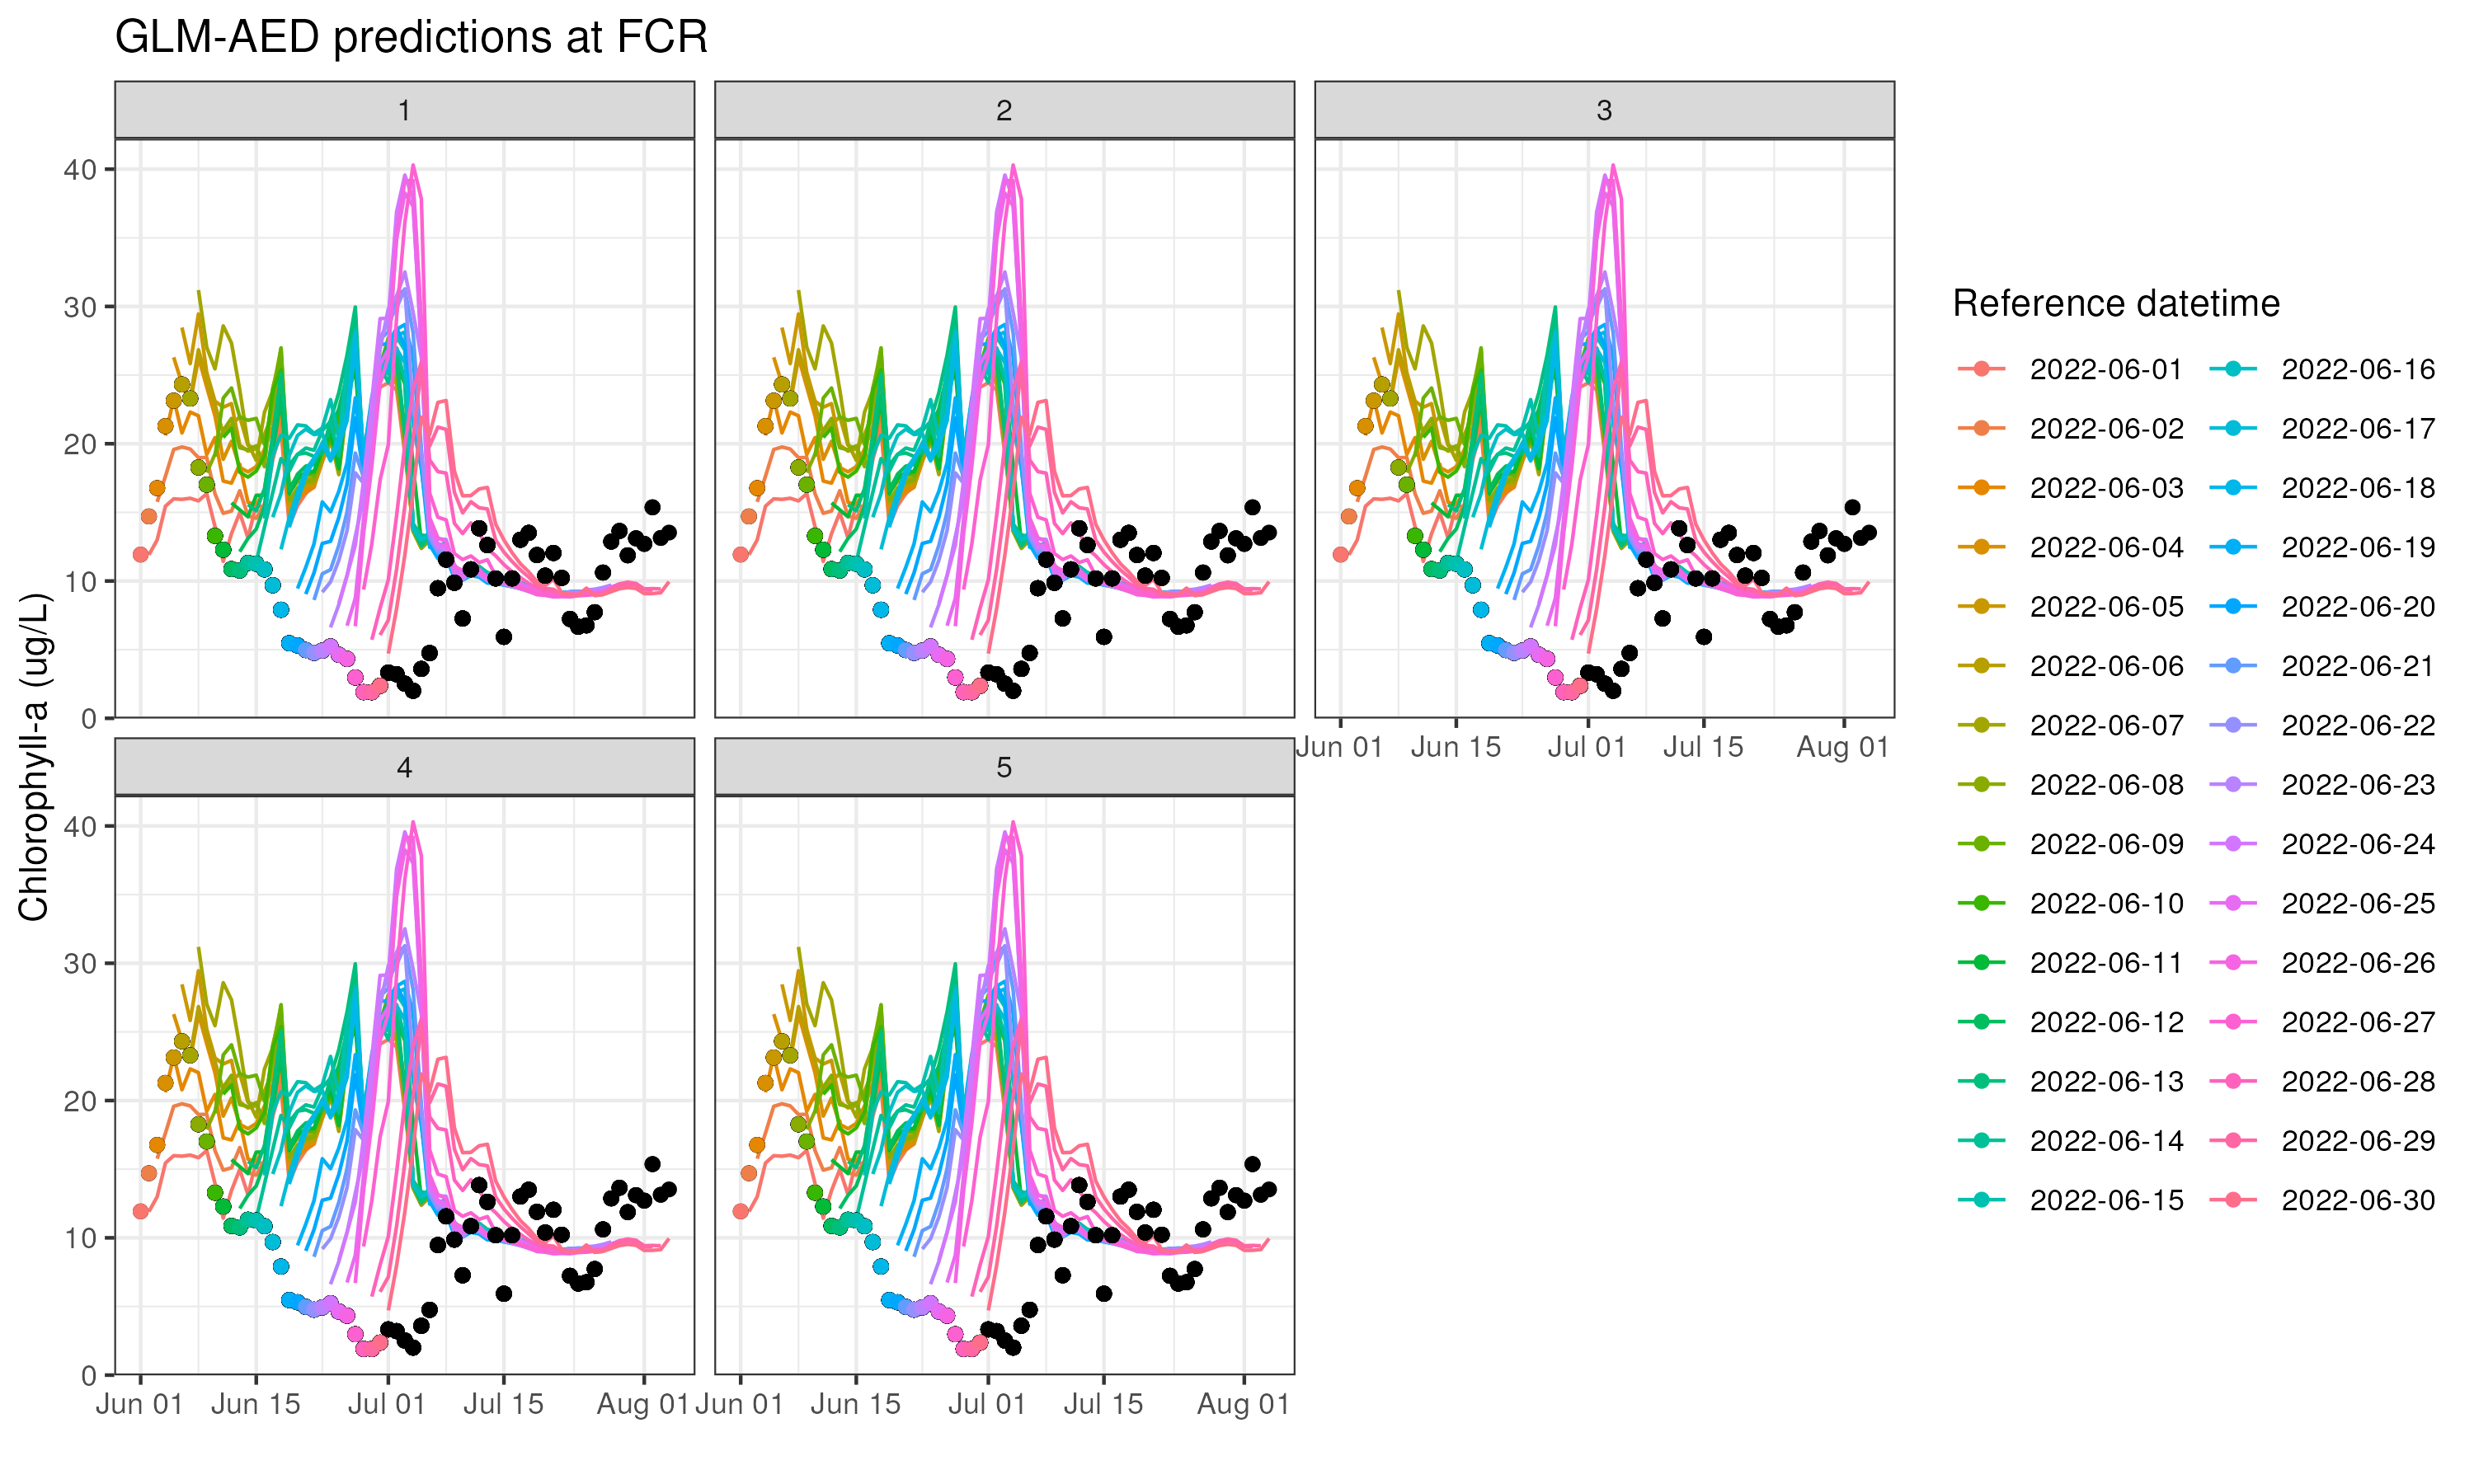 GLM-AED predictions at FCR
1
2
3
40
30
20
10
0
Jun 01
Jun 15
Jul 01
Jul 15
Aug 01
4
5
40
30
20
10
0
Jun 01
Jun 15
Jul 01
Jul 15
Aug 01
Jun 01
Jun 15
Jul 01
Jul 15
Aug 01
Chlorophyll-a (ug/L)
Reference datetime
2022-06-01
2022-06-02
2022-06-03
2022-06-04
2022-06-05
2022-06-06
2022-06-07
2022-06-08
2022-06-09
2022-06-10
2022-06-11
2022-06-12
2022-06-13
2022-06-14
2022-06-15
2022-06-16
2022-06-17
2022-06-18
2022-06-19
2022-06-20
2022-06-21
2022-06-22
2022-06-23
2022-06-24
2022-06-25
2022-06-26
2022-06-27
2022-06-28
2022-06-29
2022-06-30